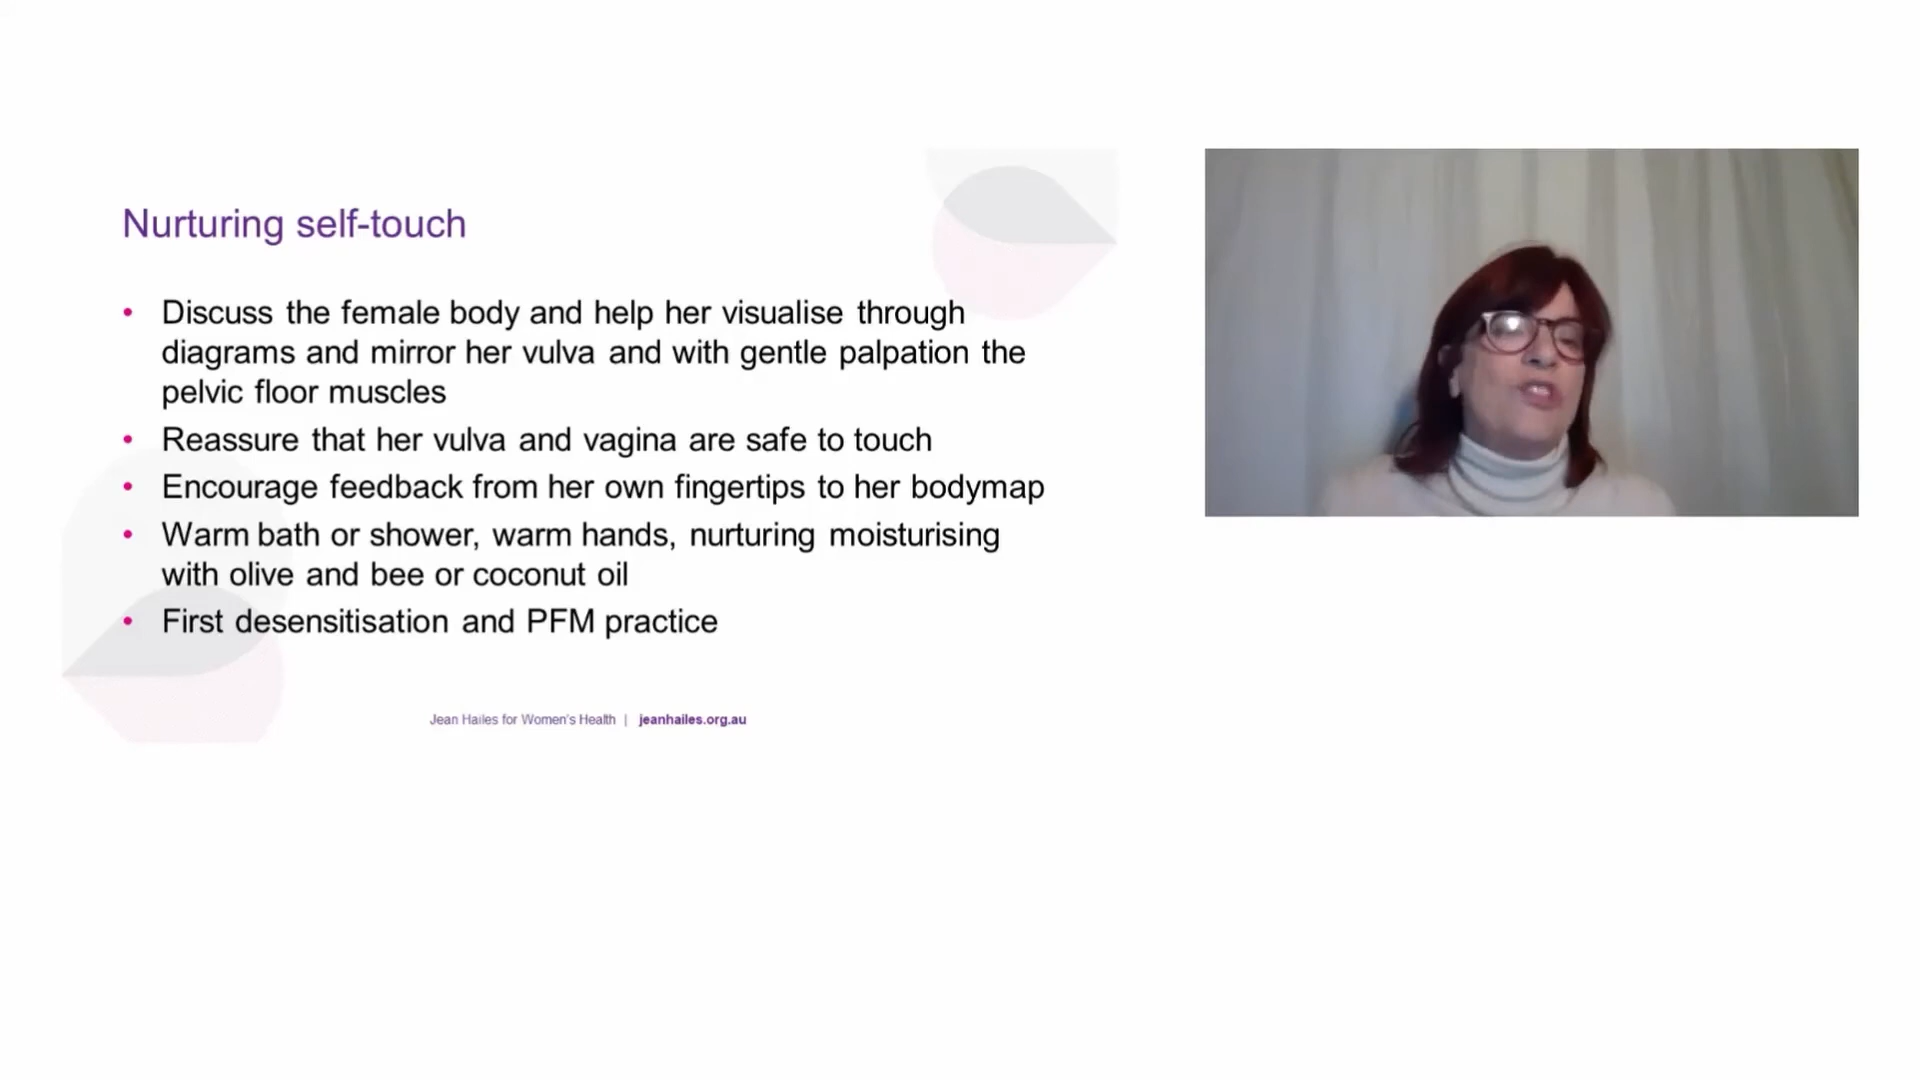 Nurturing self-touch
• Discuss the female body and help her visualise through
diagrams and mirror her vulva and with gentle palpation the
pelvic floor muscles
• Reassure that her vulva and vagina are safe to touch
• Encourage feedback from her own fingertips to her bodymap
• Warm bath or shower, warm hands, nurturing moisturising
with olive and bee or coconut oil
• First desensitisation and PFM practice
Jean Hailes for Women's Health | jeanhailes.org.au